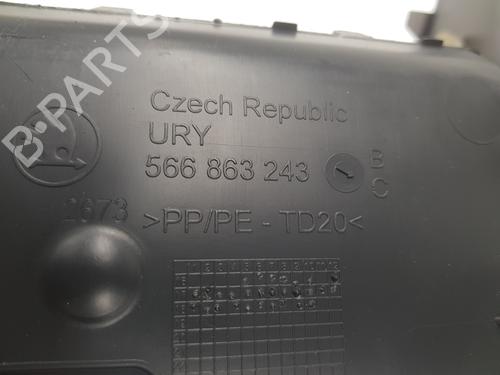 B-PARTS
Czech Republic
URY
566 863 243
B
C
2673 >PP/PE - TD20<